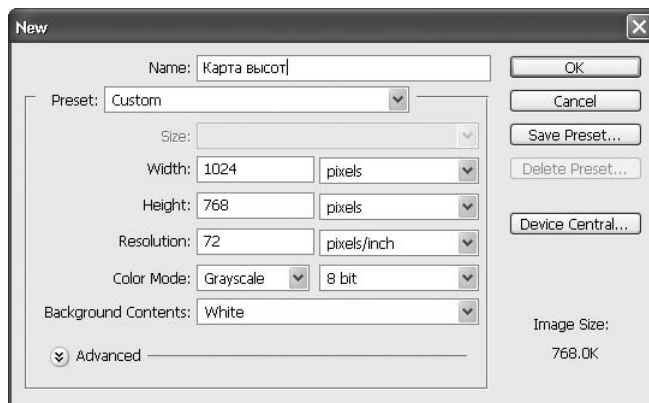 New
Name: Карта высот
OK
Preset: Custom
Cancel
Size:
Save Preset...
Width: 1024 pixels
Delete Preset...
Height: 768 pixels
Device Central...
Resolution: 72 pixels/inch
Color Mode: Grayscale 8 bit
Background Contents: White
Image Size:
768.0K
Advanced